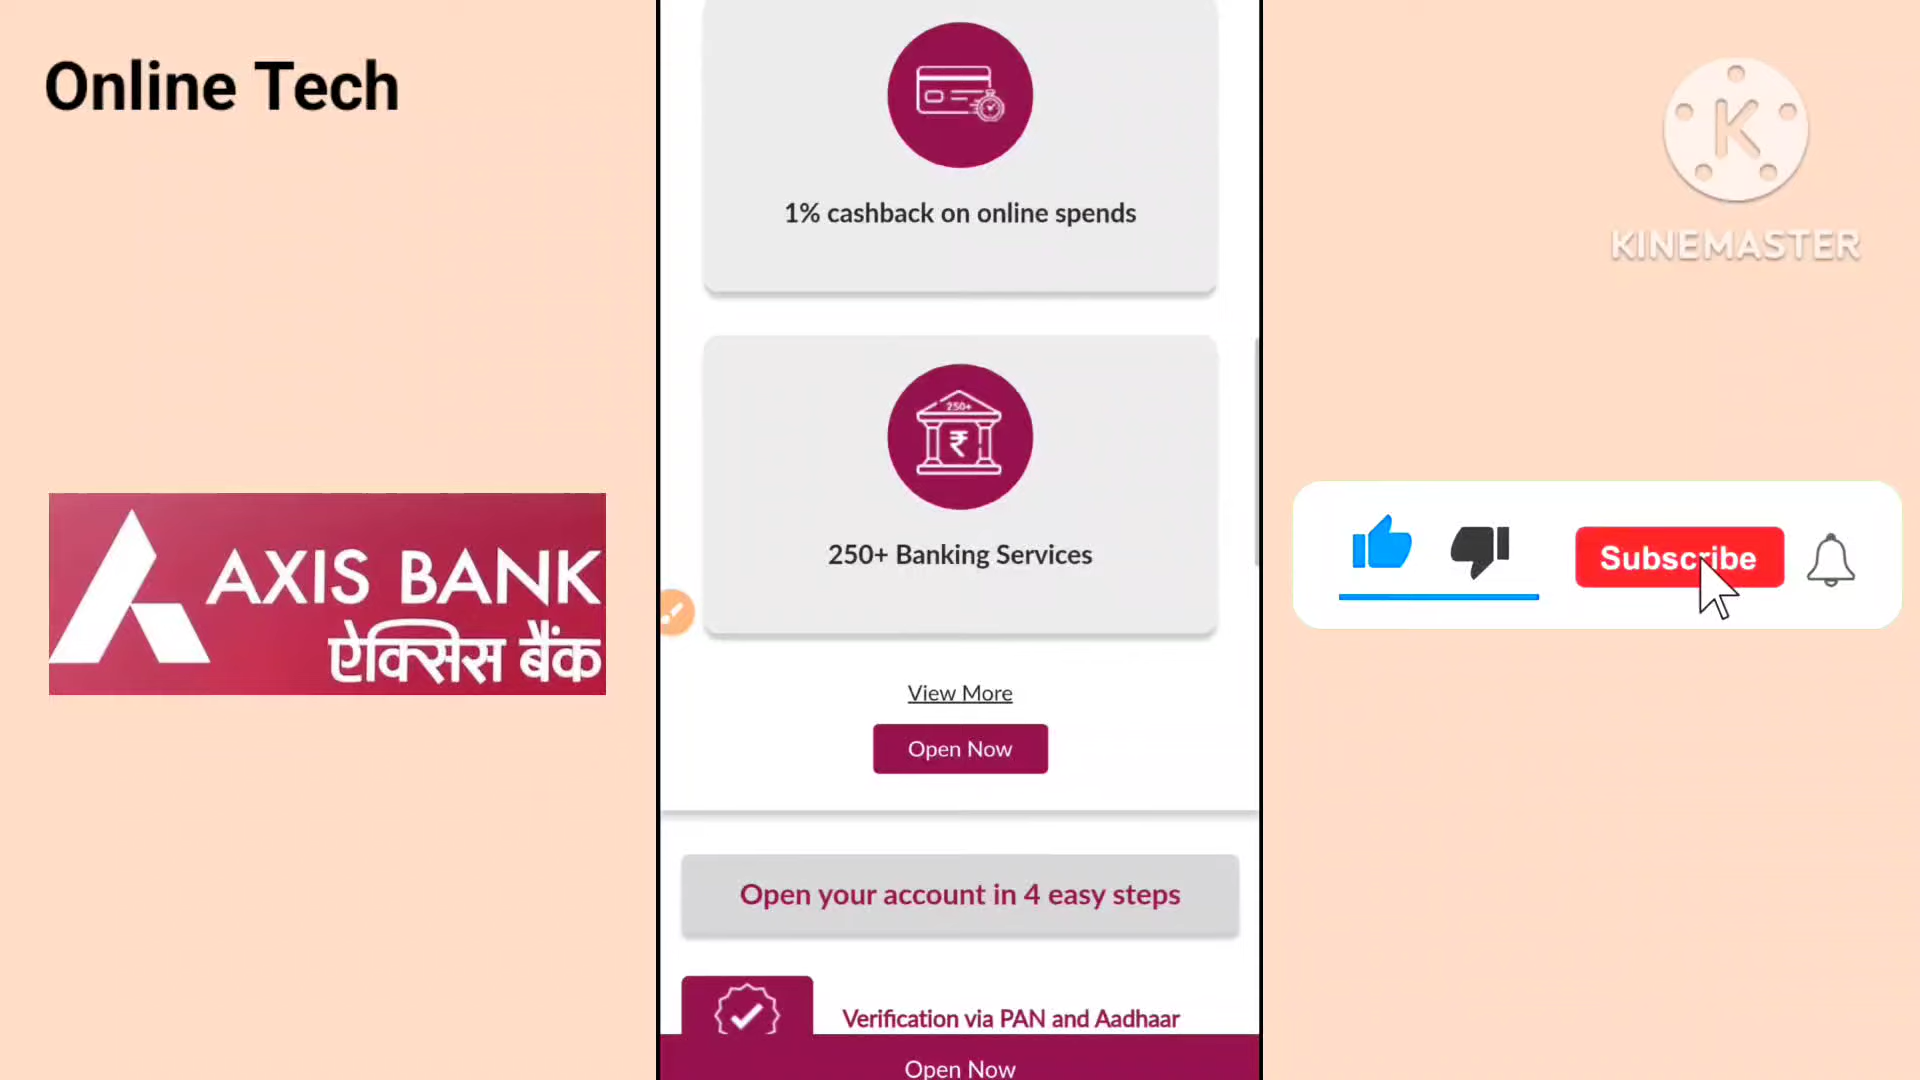 Online Tech
KINEMASTER
1% cashback on online spends
250+
250+ Banking Services
AXIS BANK
ऐक्सिस बैंक
Subscribe
View More
Open Now
Open your account in 4 easy steps
Verification via PAN and Aadhaar
Open Now